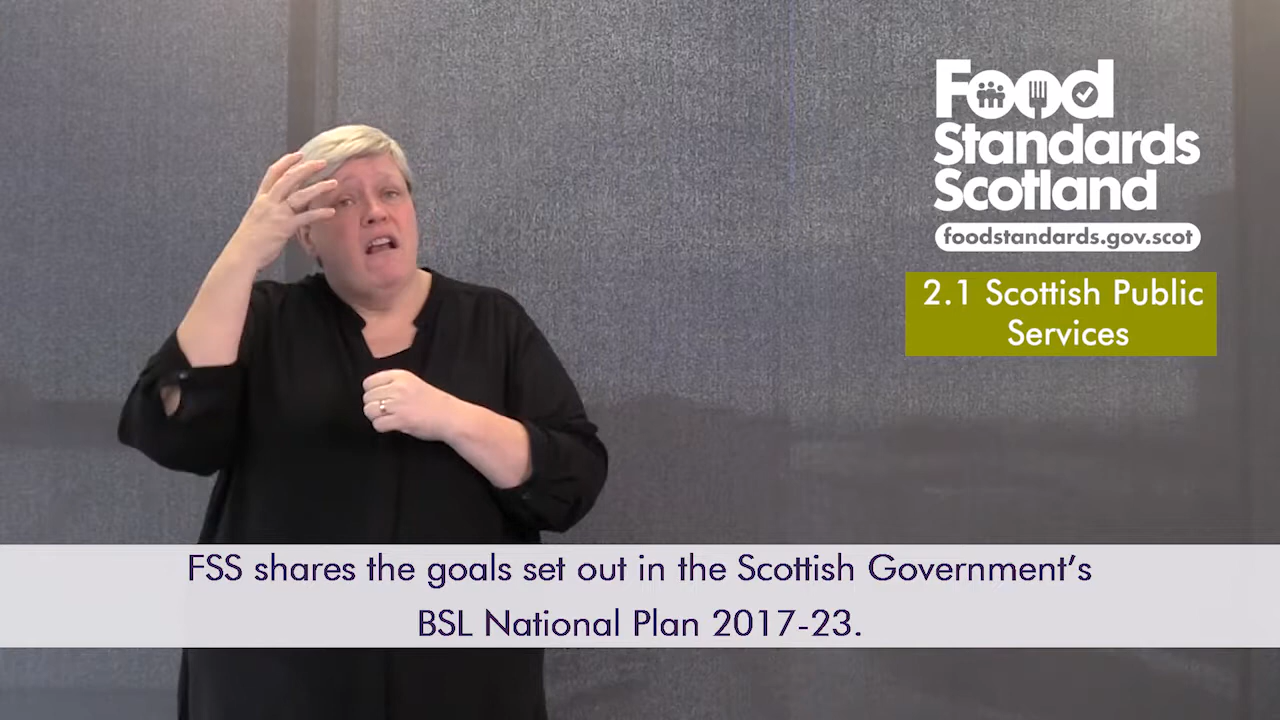 Food
Standards
Scotland
foodstandards.gov.scot
2.1 Scottish Public
Services
FSS shares the goals set out in the Scottish Government's
BSL National Plan 2017-23.